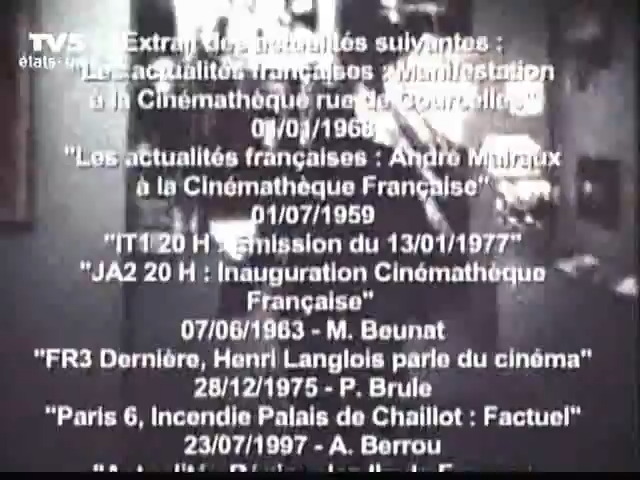 TV5
états-unis
Extrait des actualités suivantes :
"Les actualités françaises : Manifestation
à la Cinémathèque rue de Courcelles"
01/01/1968
"Les actualités françaises : André Malraux
à la Cinémathèque Française"
01/07/1959
"IT1 20 H : Emission du 13/01/1977"
"JA2 20 H : Inauguration Cinémathèque
Française"
07/06/1963 - M. Beunat
"FR3 Dernière, Henri Langlois parle du cinéma"
28/12/1975 - P. Brule
"Paris 6, Incendie Palais de Chaillot : Factuel"
23/07/1997 - A. Berrou